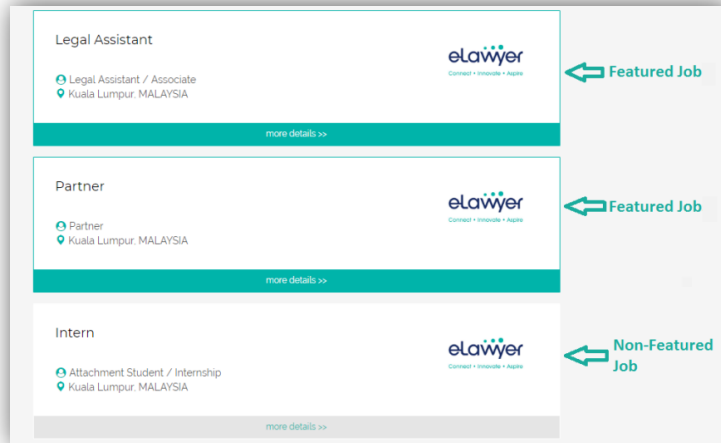 Legal Assistant
eLawyer
Connect • Innovate • Aspire
Legal Assistant / Associate
Kuala Lumpur, MALAYSIA
more details >>
Featured Job
Partner
eLawyer
Connect • Innovate • Aspire
Partner
Kuala Lumpur, MALAYSIA
more details >>
Featured Job
Intern
eLawyer
Connect • Innovate • Aspire
Attachment Student / Internship
Kuala Lumpur, MALAYSIA
more details >>
Non-Featured
Job